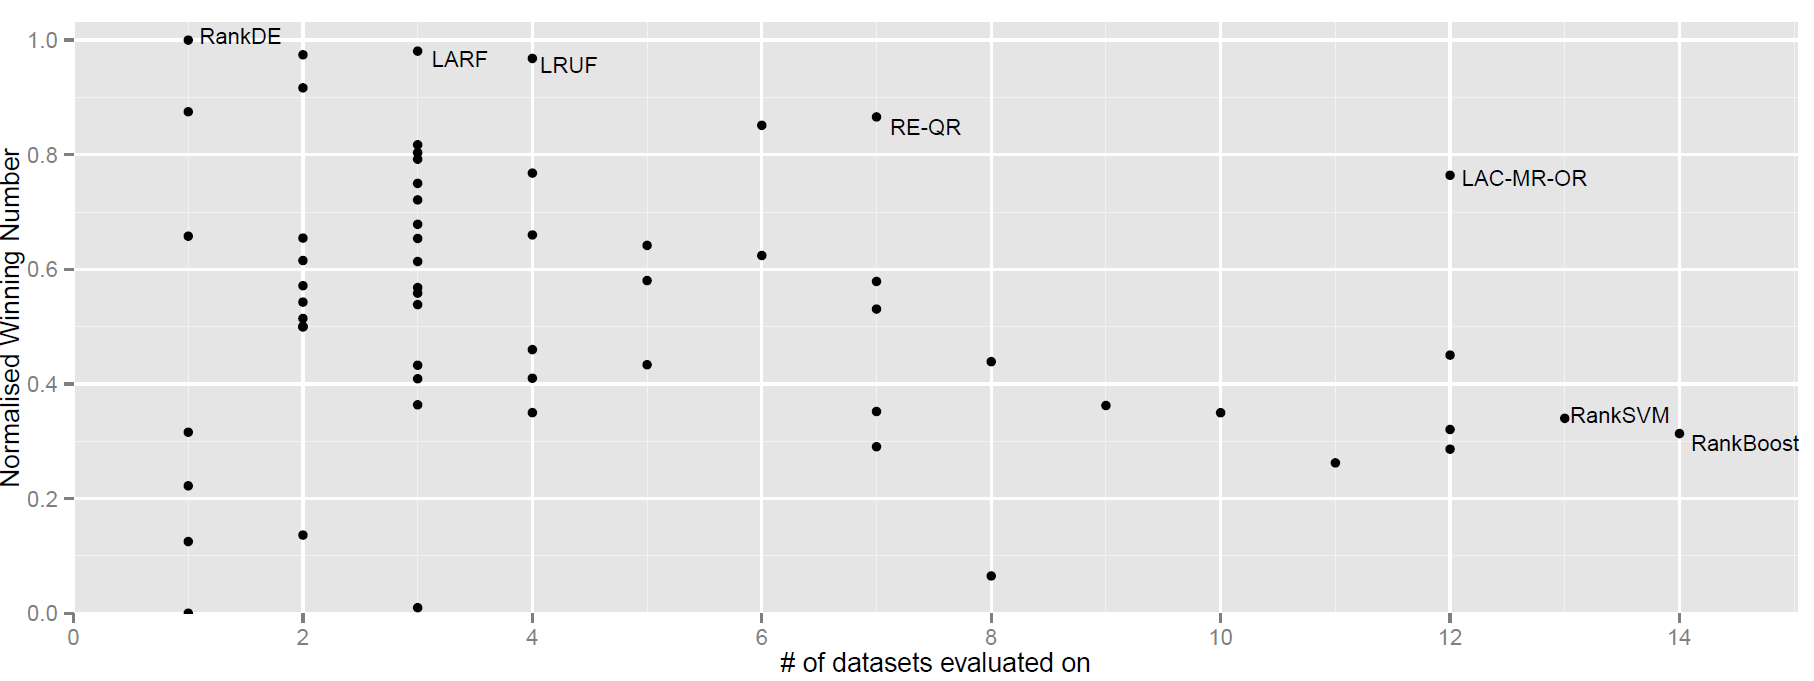 1.0
0.8
0.6
0.4
0.2
0.0
Normalised Winning Number
RankDE
LARF
LRUF
RE-QR
LAC-MR-OR
RankSVM
RankBoost
0 2 4 6 8 10 12 14
# of datasets evaluated on